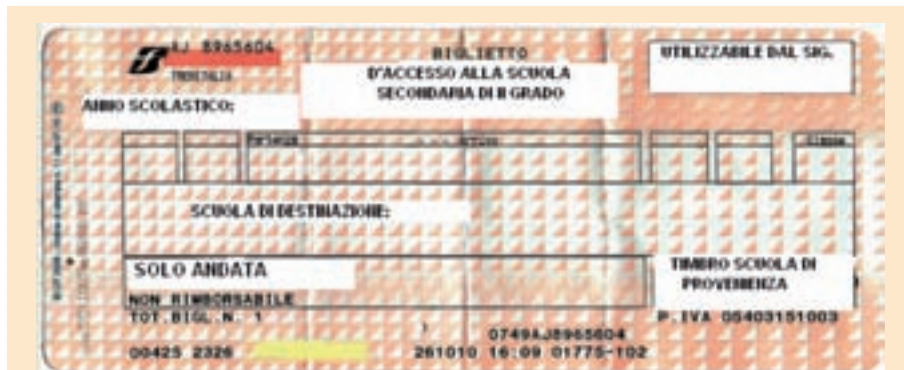 AJ 8965604
TRENITALIA
BIGLIETTO
D'ACCESSO ALLA SCUOLA
SECONDARIA DI II GRADO
UTILIZZABILE DAL SIG.
ANNO SCOLASTICO:
Partenza Arrivo Classe
SCUOLA DI DESTINAZIONE:
SOLO ANDATA
TIMBRO SCUOLA DI
PROVENIENZA
NON RIMBORSABILE
TOT.BIGL.N. 1
P.IVA 05403151003
0749AJ8965604
00425 2326
261010 16:09 01775-102